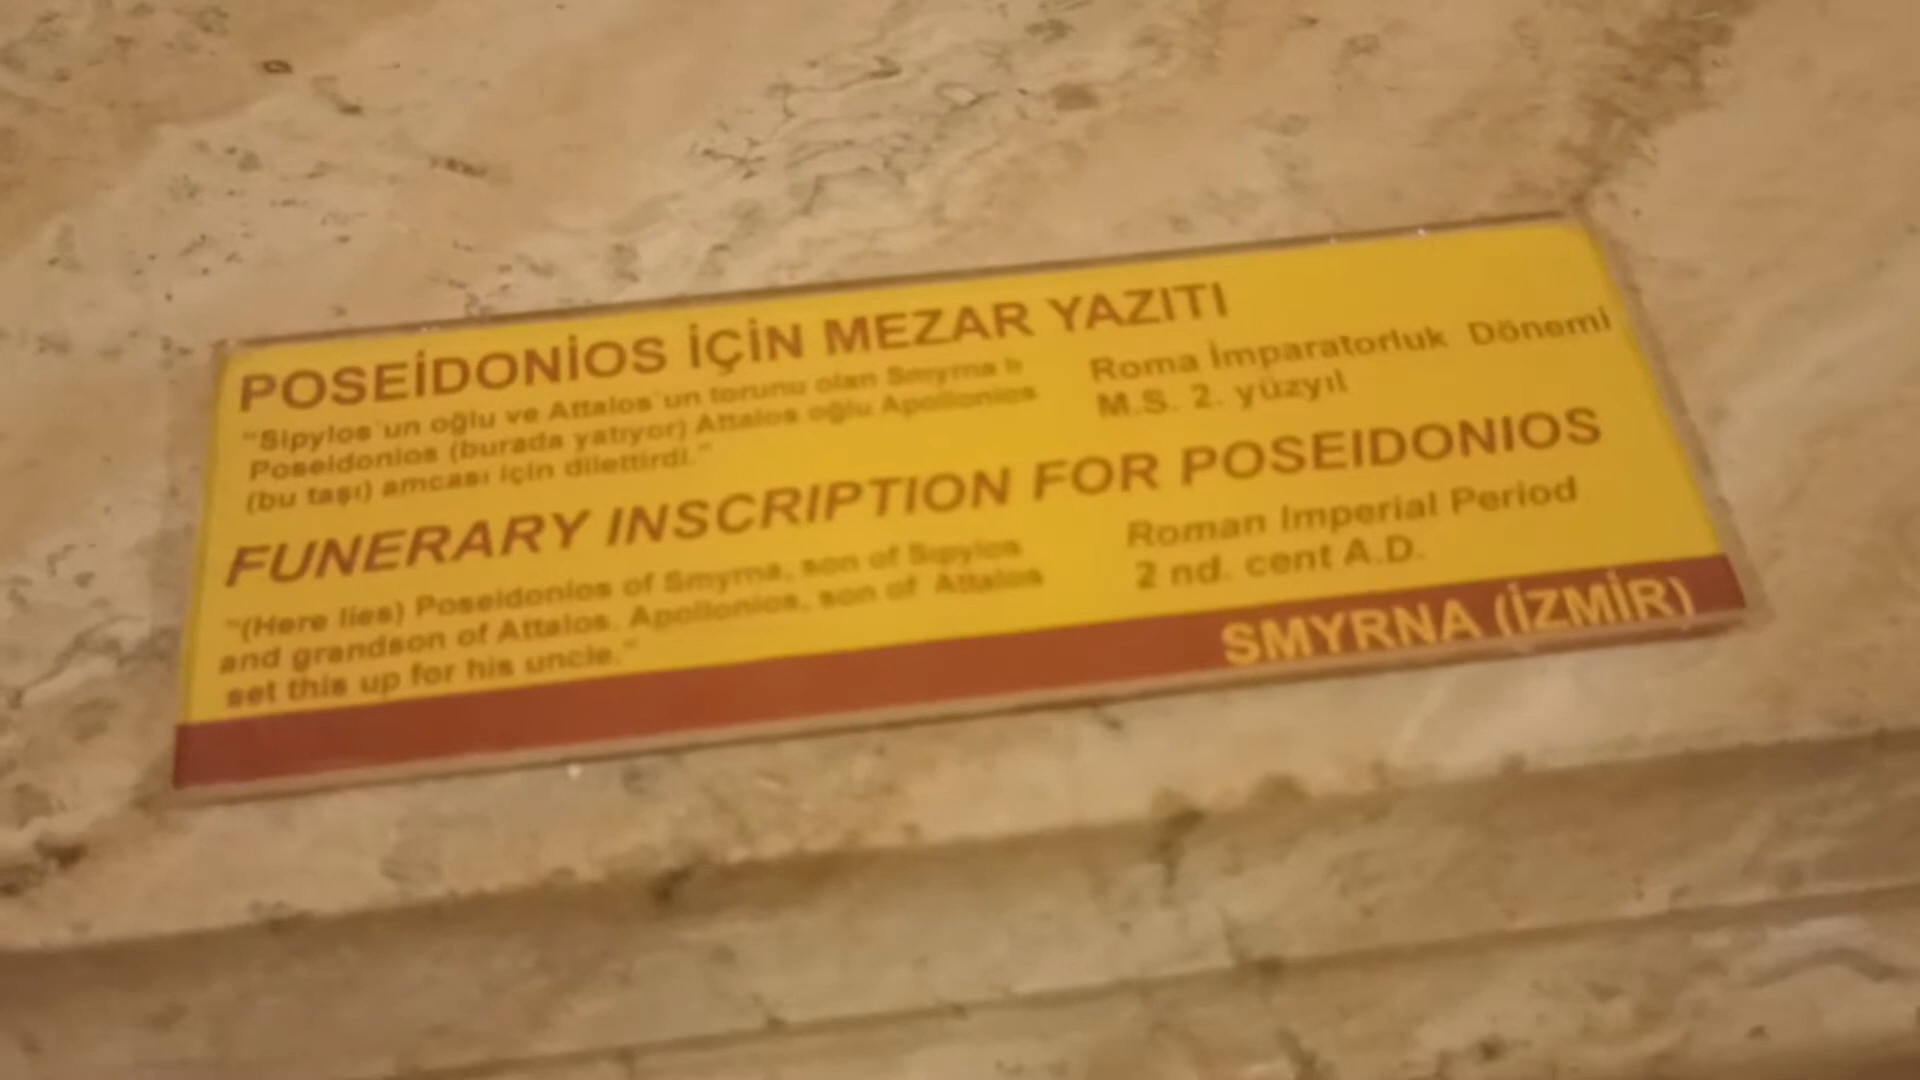 POSEİDONİOS İÇİN MEZAR YAZITI
"Sipylos'un oğlu ve Attalos'un torunu olan Smyrna lı
Poseidonios (burada yatıyor) Attalos oğlu Apollonios
(bu taşı) amcası için dilettirdi."
Roma İmparatorluk Dönemi
M.S. 2. yüzyıl
FUNERARY INSCRIPTION FOR POSEIDONIOS
"(Here lies) Poseidonios of Smyrna, son of Sipylos
and grandson of Attalos. Apollonios, son of Attalos
set this up for his uncle."
Roman Imperial Period
2 nd. cent A.D.
SMYRNA (İZMİR)